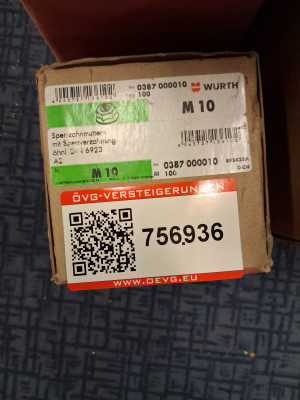 0387 000010
100
WÜRTH
M 10
Sperrzahnmuttern
mit Sperrverzahnung
ähnl. DIN 6923
A2
M 10
0387 000010
100
ÖVG-VERSTEIGERUNGEN
756936
WWW.OEVG.EU